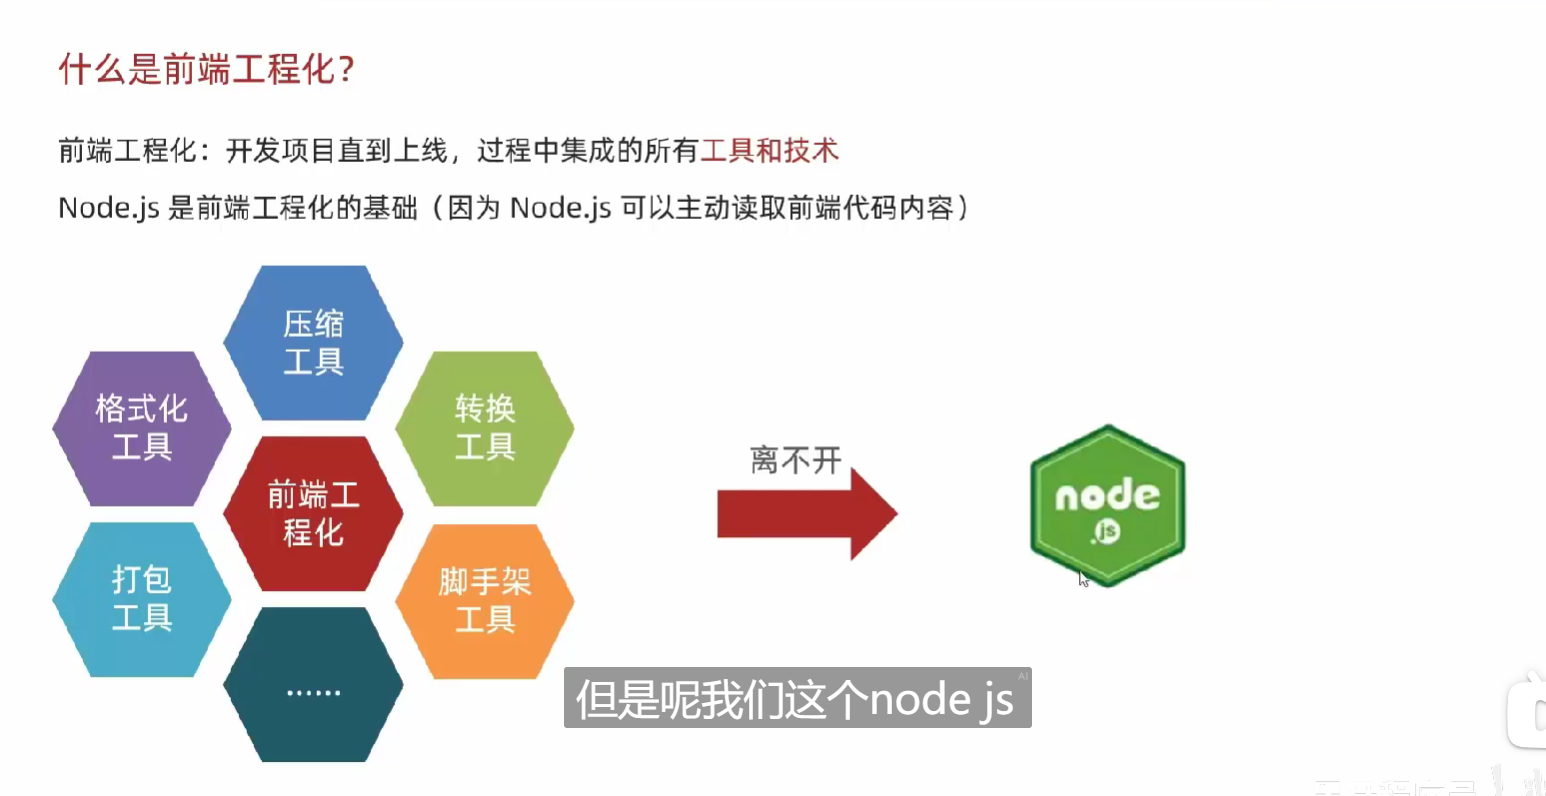 什么是前端工程化？
前端工程化：开发项目直到上线，过程中集成的所有工具和技术
Node.js 是前端工程化的基础（因为 Node.js 可以主动读取前端代码内容）
压缩
工具
格式化
工具
转换
工具
前端工
程化
打包
工具
脚手架
工具
......
离不开
node
.js
但是呢我们这个node js
AI